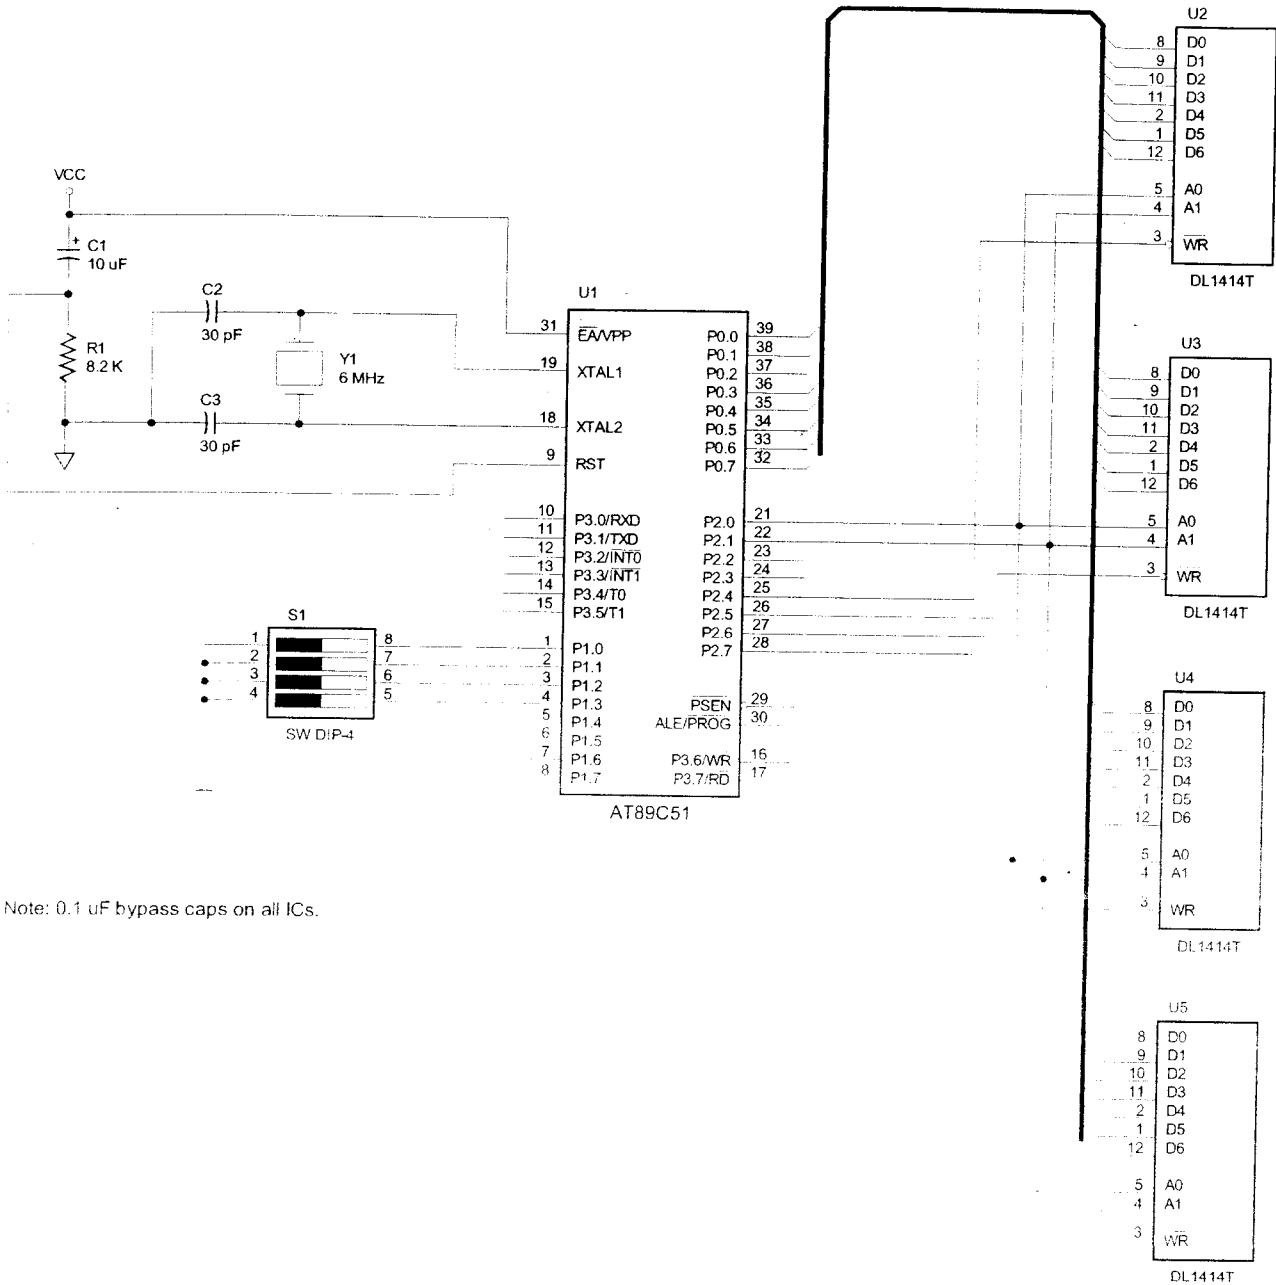 VCC
C1
10 uF
R1
8.2 K
C2
30 pF
C3
30 pF
Y1
6 MHz
U1
31 EA/VPP
19 XTAL1
18 XTAL2
9 RST
10 P3.0/RXD
11 P3.1/TXD
12 P3.2/INT0
13 P3.3/INT1
14 P3.4/T0
15 P3.5/T1
1 P1.0
2 P1.1
3 P1.2
4 P1.3
5 P1.4
6 P1.5
7 P1.6
8 P1.7
P0.0 39
P0.1 38
P0.2 37
P0.3 36
P0.4 35
P0.5 34
P0.6 33
P0.7 32
P2.0 21
P2.1 22
P2.2 23
P2.3 24
P2.4 25
P2.5 26
P2.6 27
P2.7 28
PSEN 29
ALE/PROG 30
P3.6/WR 16
P3.7/RD 17
AT89C51
S1
1 8
2 7
3 6
4 5
SW DIP-4
Note: 0.1 uF bypass caps on all ICs.
U2
8 D0
9 D1
10 D2
11 D3
2 D4
1 D5
12 D6
5 A0
4 A1
3 WR
DL1414T
U3
8 D0
9 D1
10 D2
11 D3
2 D4
1 D5
12 D6
5 A0
4 A1
3 WR
DL1414T
U4
8 D0
9 D1
10 D2
11 D3
2 D4
1 D5
12 D6
5 A0
4 A1
3 WR
DL1414T
U5
8 D0
9 D1
10 D2
11 D3
2 D4
1 D5
12 D6
5 A0
4 A1
3 WR
DL1414T